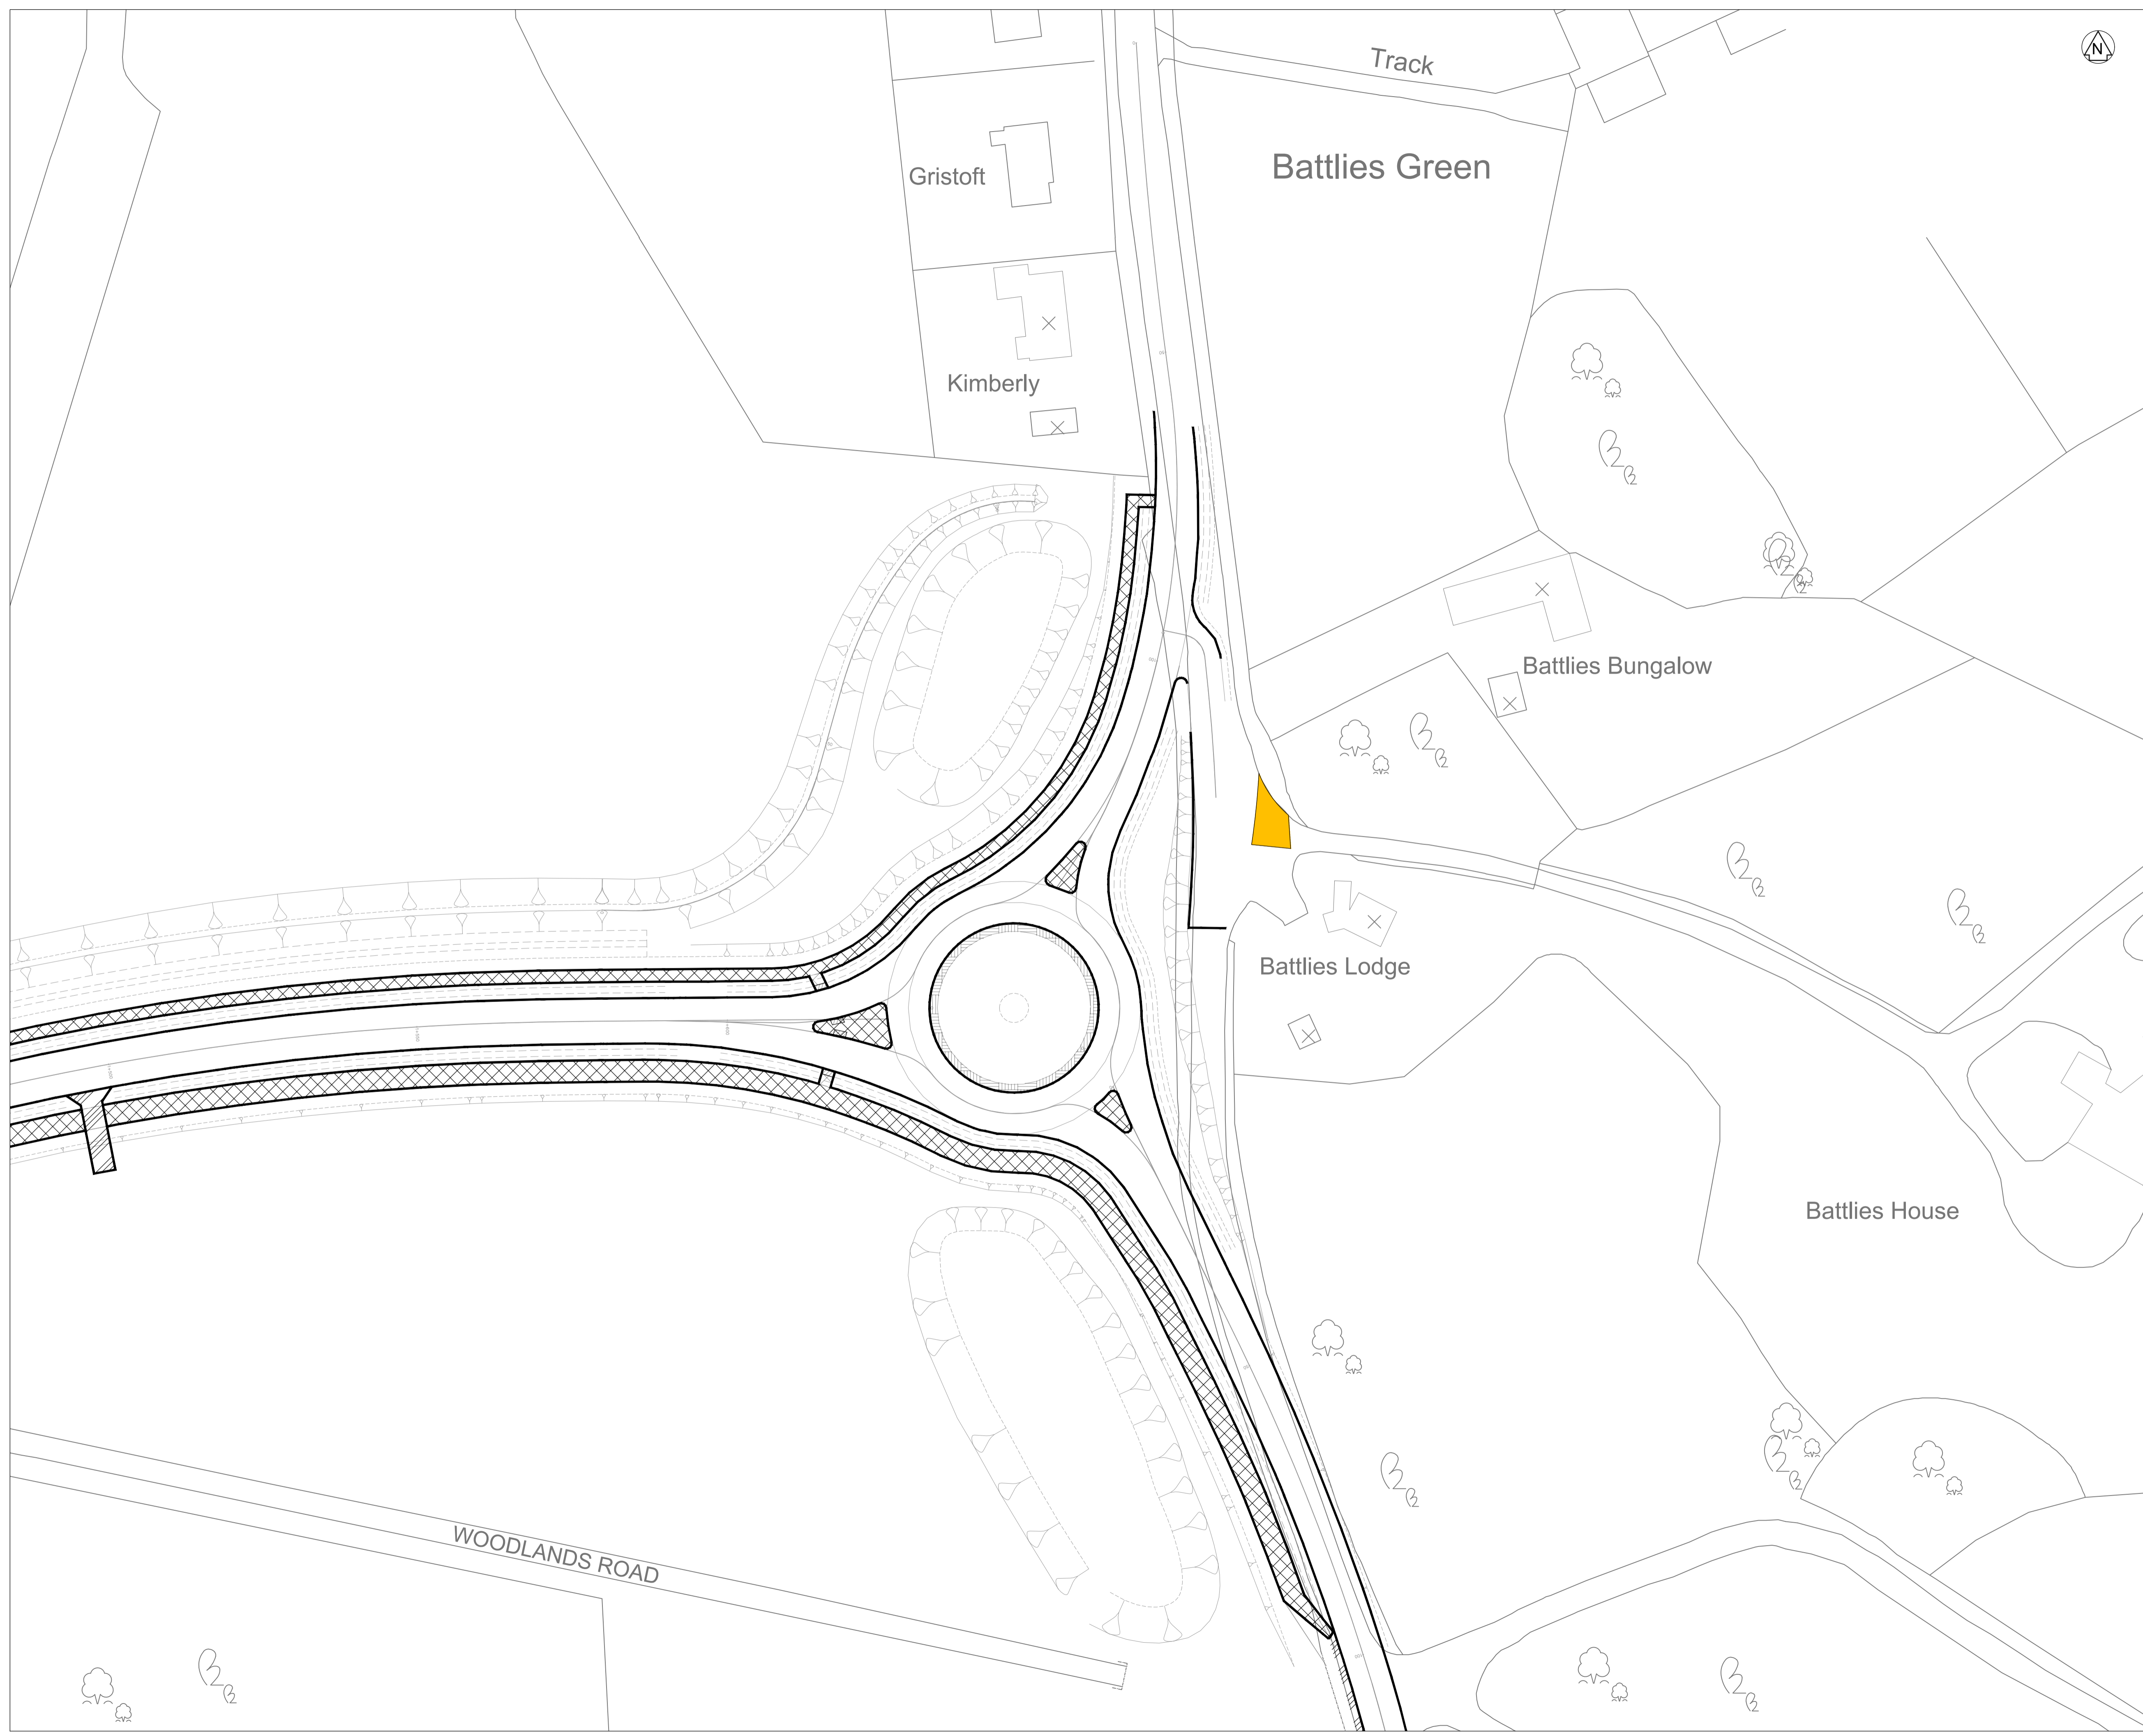 N
Track
Battlies Green
Gristoft
Kimberly
Battlies Bungalow
Battlies Lodge
Battlies House
WOODLANDS ROAD